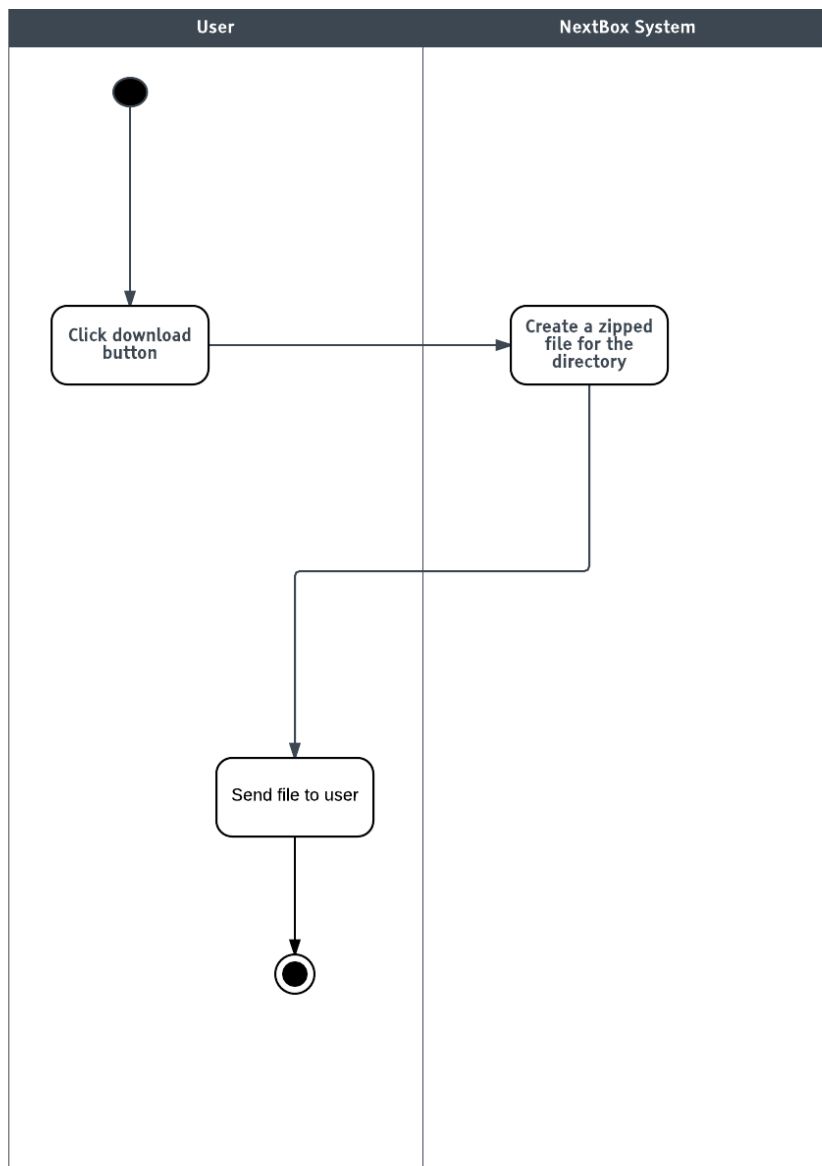 User
NextBox System
Click download
button
Create a zipped
file for the
directory
Send file to user